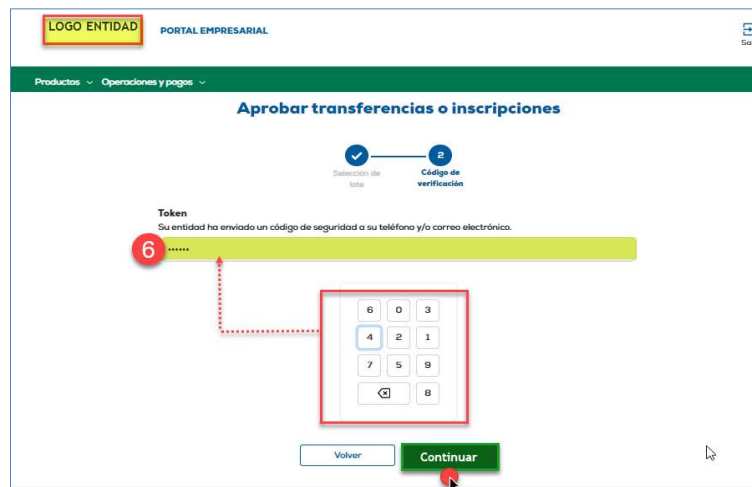 LOGO ENTIDAD
PORTAL EMPRESARIAL
Productos Operaciones y pagos
Aprobar transferencias o inscripciones
2
Selección de
lote
Código de
verificación
Token
Su entidad ha enviado un código de seguridad a su teléfono y/o correo electrónico.
6 ••••••
6 0 3
4 2 1
7 5 9
8
Volver Continuar